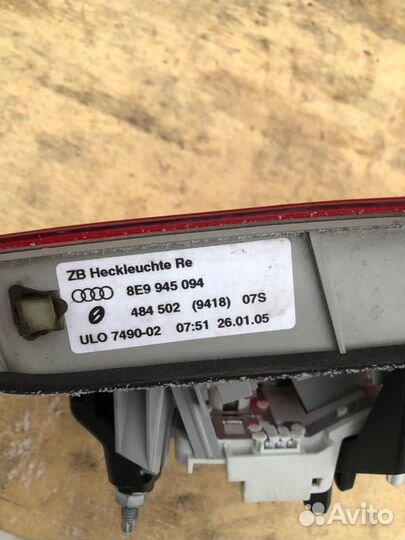 ZB Heckleuchte Re
8E9 945 094
484 502 (9418) 07S
ULO 7490-02 07:51 26.01.05
Avito